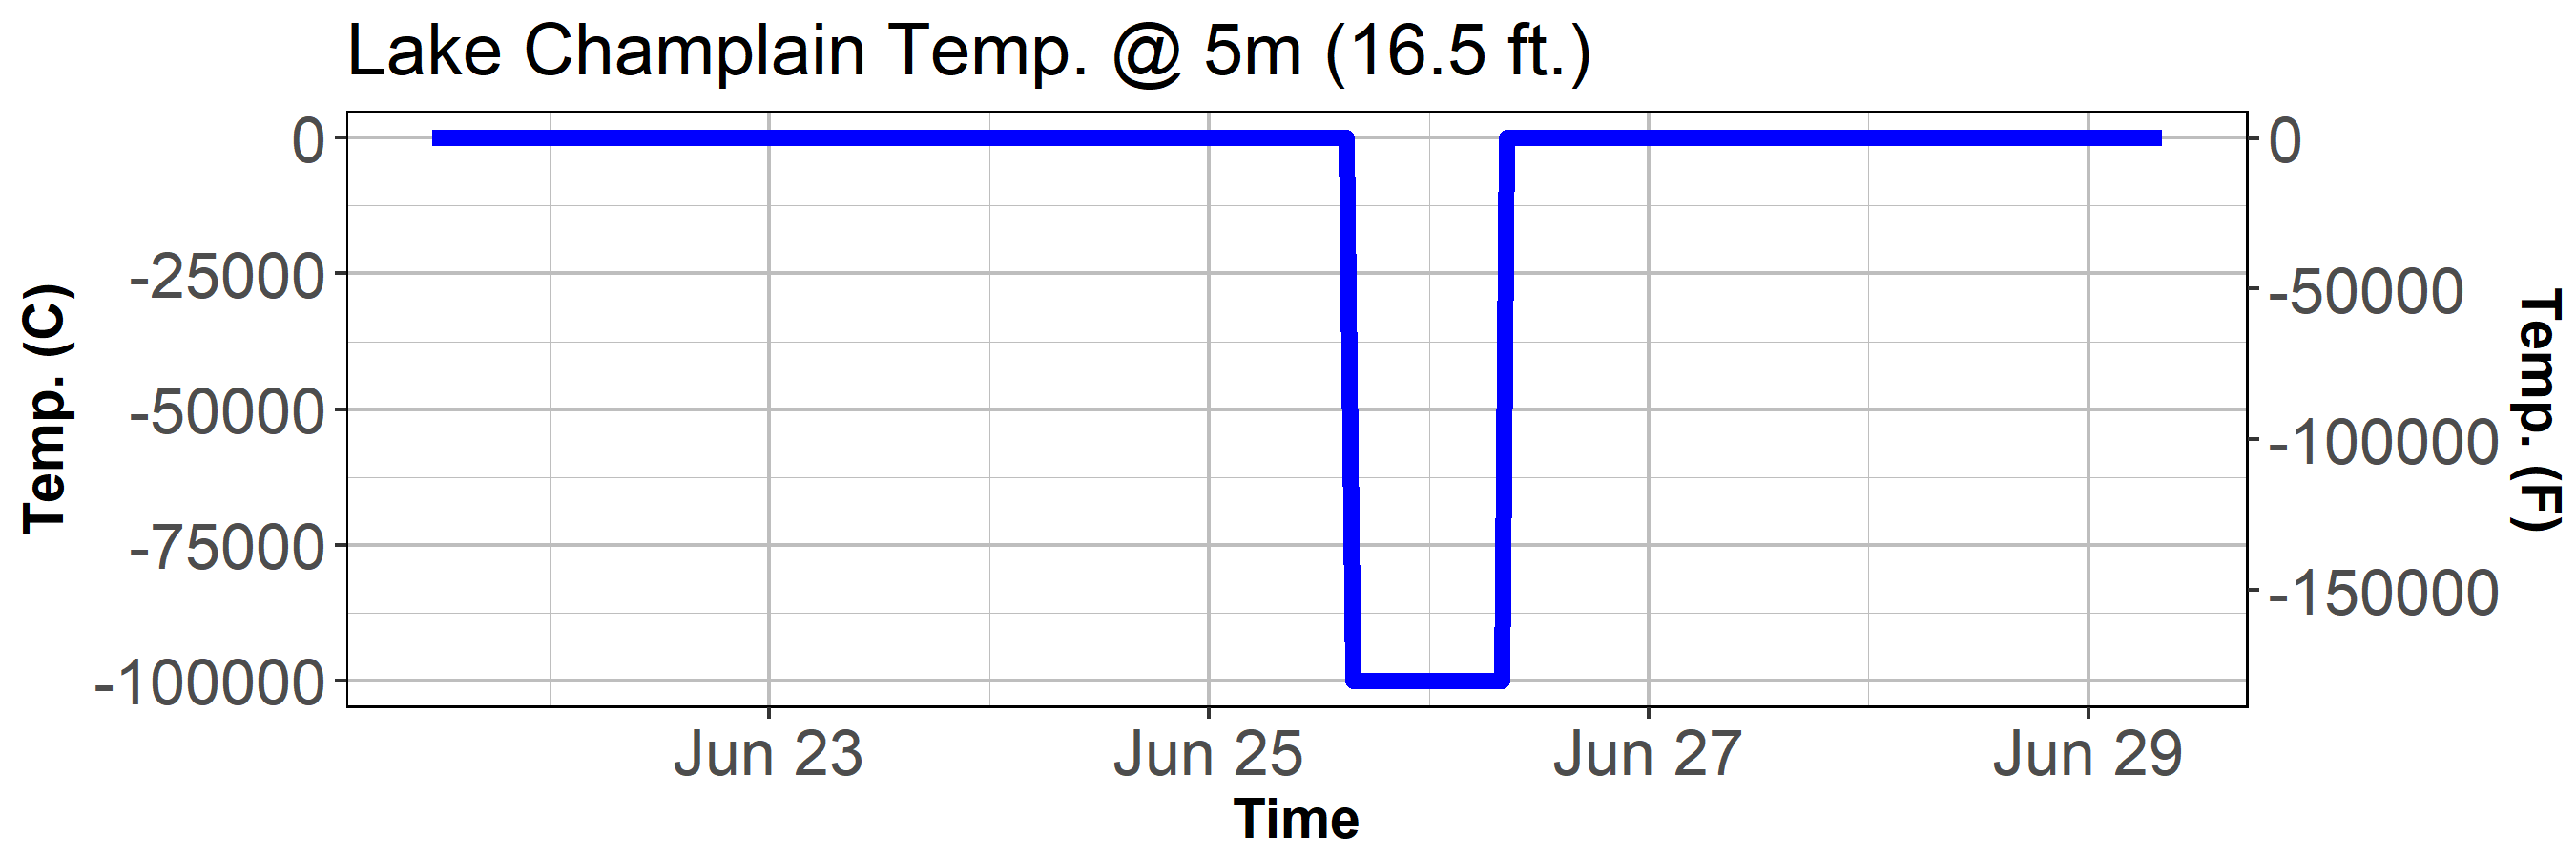 Lake Champlain Temp. @ 5m (16.5 ft.)
Temp. (C)
0
-25000
-50000
-75000
-100000
0
-50000
-100000
-150000
Temp. (F)
Jun 23 Jun 25 Jun 27 Jun 29
Time